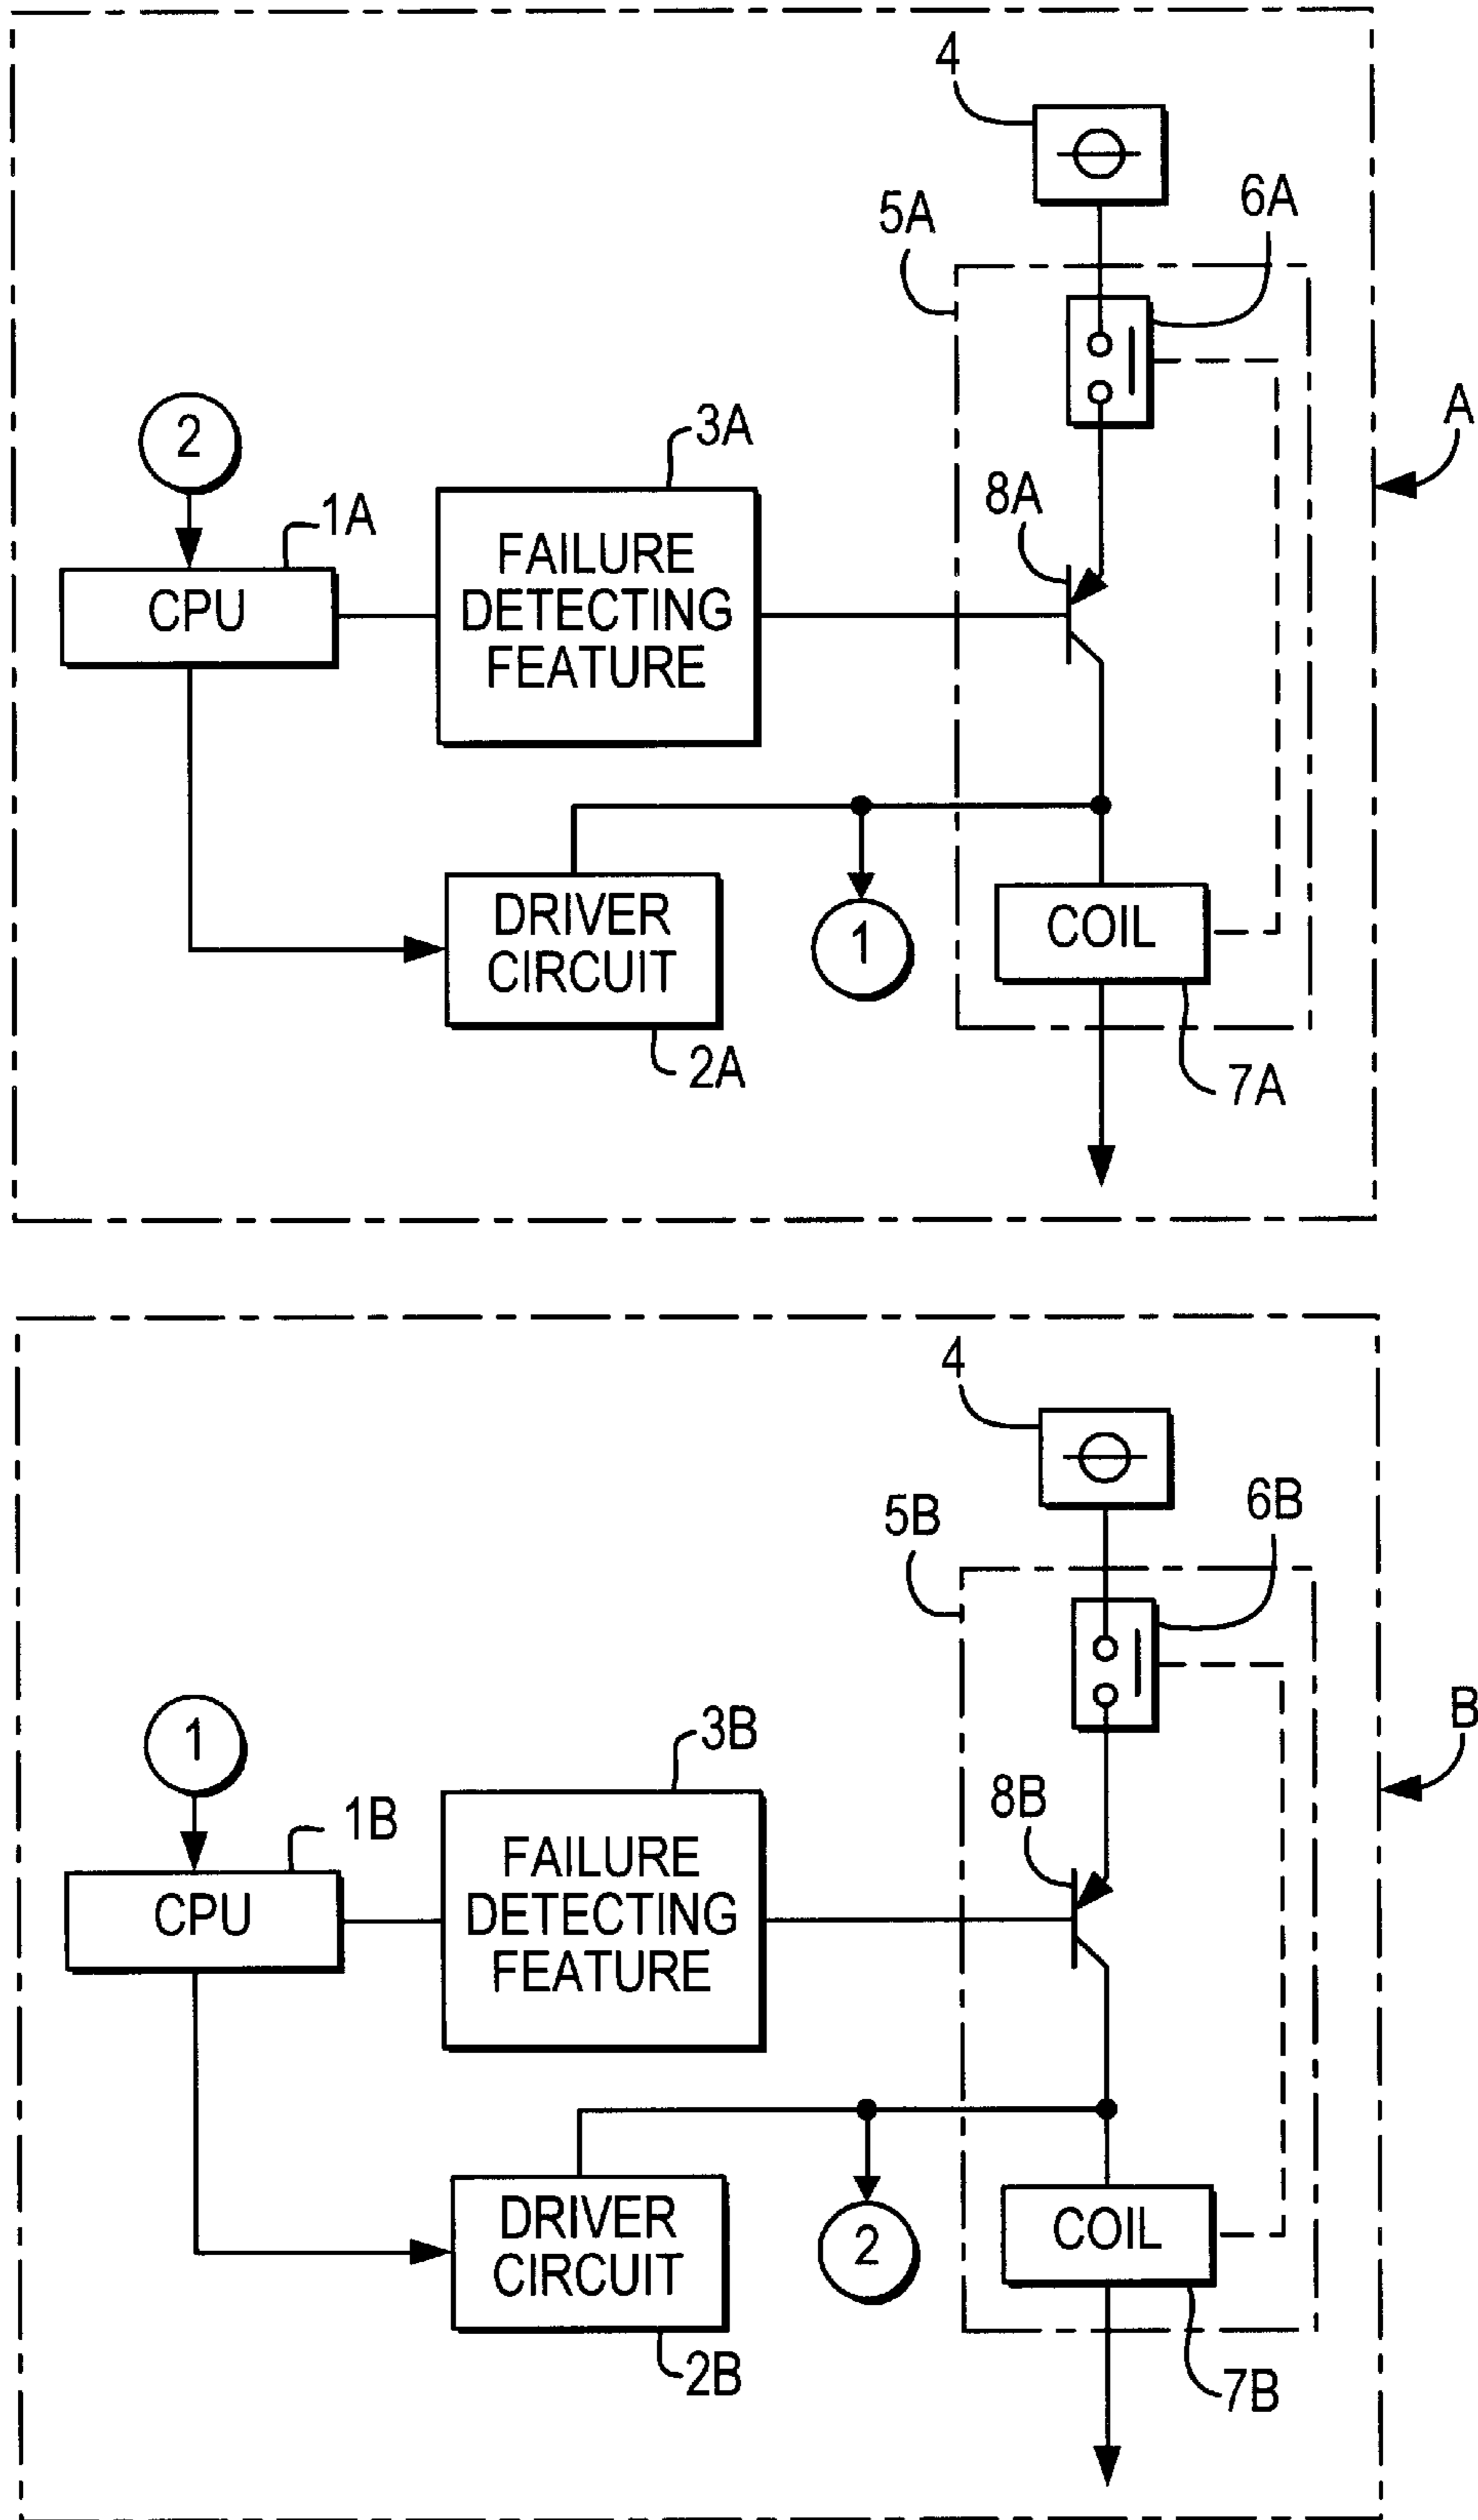 4
5A
6A
2
3A
A
1A
8A
CPU
FAILURE
DETECTING
FEATURE
DRIVER
CIRCUIT
1
COIL
2A
7A
4
5B
6B
1
3B
B
1B
8B
CPU
FAILURE
DETECTING
FEATURE
DRIVER
CIRCUIT
2
COIL
2B
7B